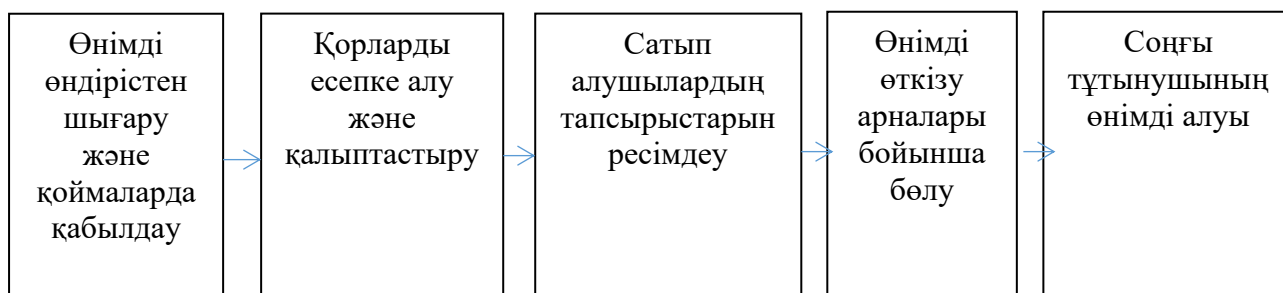 Өнімді
өндірістен
шығару
және
қоймаларда
қабылдау
Қорларды
есепке алу
және
қалыптастыру
Сатып
алушылардың
тапсырыстарын
ресімдеу
Өнімді
өткізу
арналары
бойынша
бөлу
Соңғы
тұтынушының
өнімді алуы